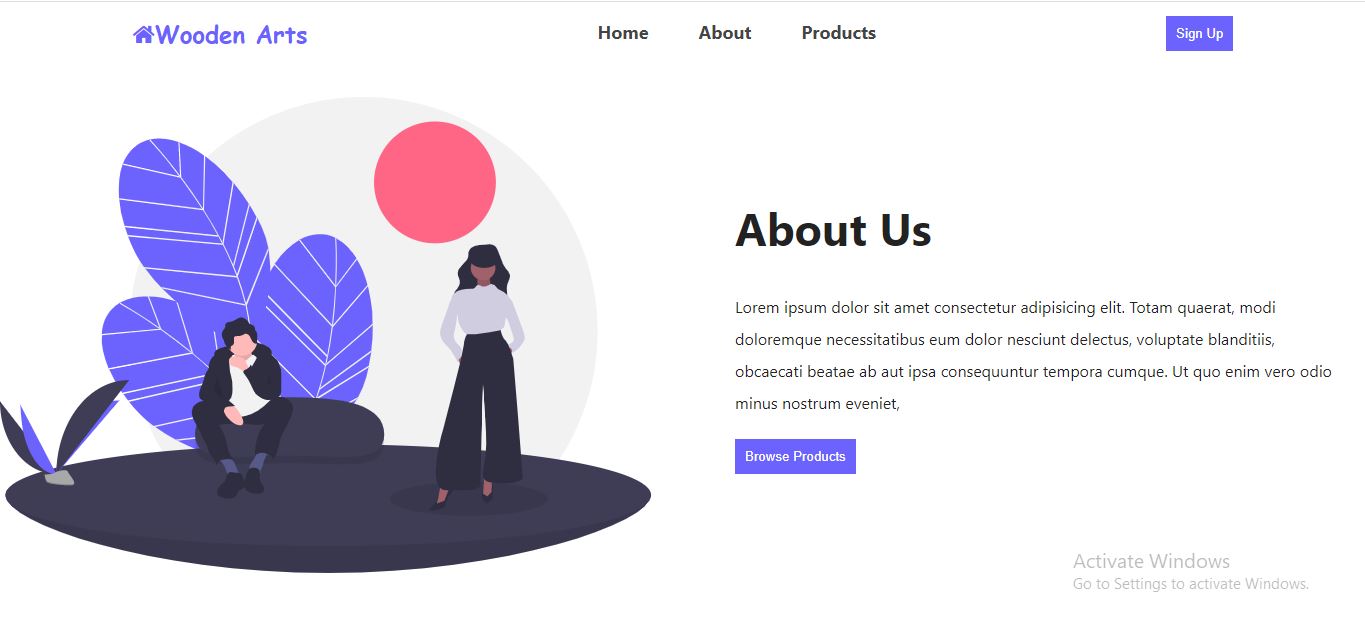 Wooden Arts
Home
About
Products
Sign Up
About Us
Lorem ipsum dolor sit amet consectetur adipisicing elit. Totam quaerat, modi
doloremque necessitatibus eum dolor nesciunt delectus, voluptate blanditiis,
obcaecati beatae ab aut ipsa consequuntur tempora cumque. Ut quo enim vero odio
minus nostrum eveniet,
Browse Products
Activate Windows
Go to Settings to activate Windows.